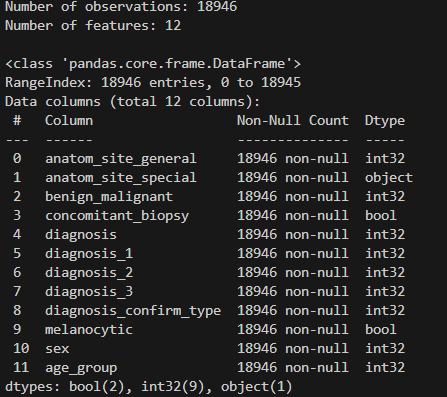 Number of observations: 18946
Number of features: 12

<class 'pandas.core.frame.DataFrame'>
RangeIndex: 18946 entries, 0 to 18945
Data columns (total 12 columns):
 #   Column                  Non-Null Count  Dtype
---  ------                  --------------  -----
 0   anatom_site_general     18946 non-null  int32
 1   anatom_site_special     18946 non-null  object
 2   benign_malignant        18946 non-null  int32
 3   concomitant_biopsy      18946 non-null  bool
 4   diagnosis               18946 non-null  int32
 5   diagnosis_1             18946 non-null  int32
 6   diagnosis_2             18946 non-null  int32
 7   diagnosis_3             18946 non-null  int32
 8   diagnosis_confirm_type  18946 non-null  int32
 9   melanocytic             18946 non-null  bool
 10  sex                     18946 non-null  int32
 11  age_group               18946 non-null  int32
dtypes: bool(2), int32(9), object(1)